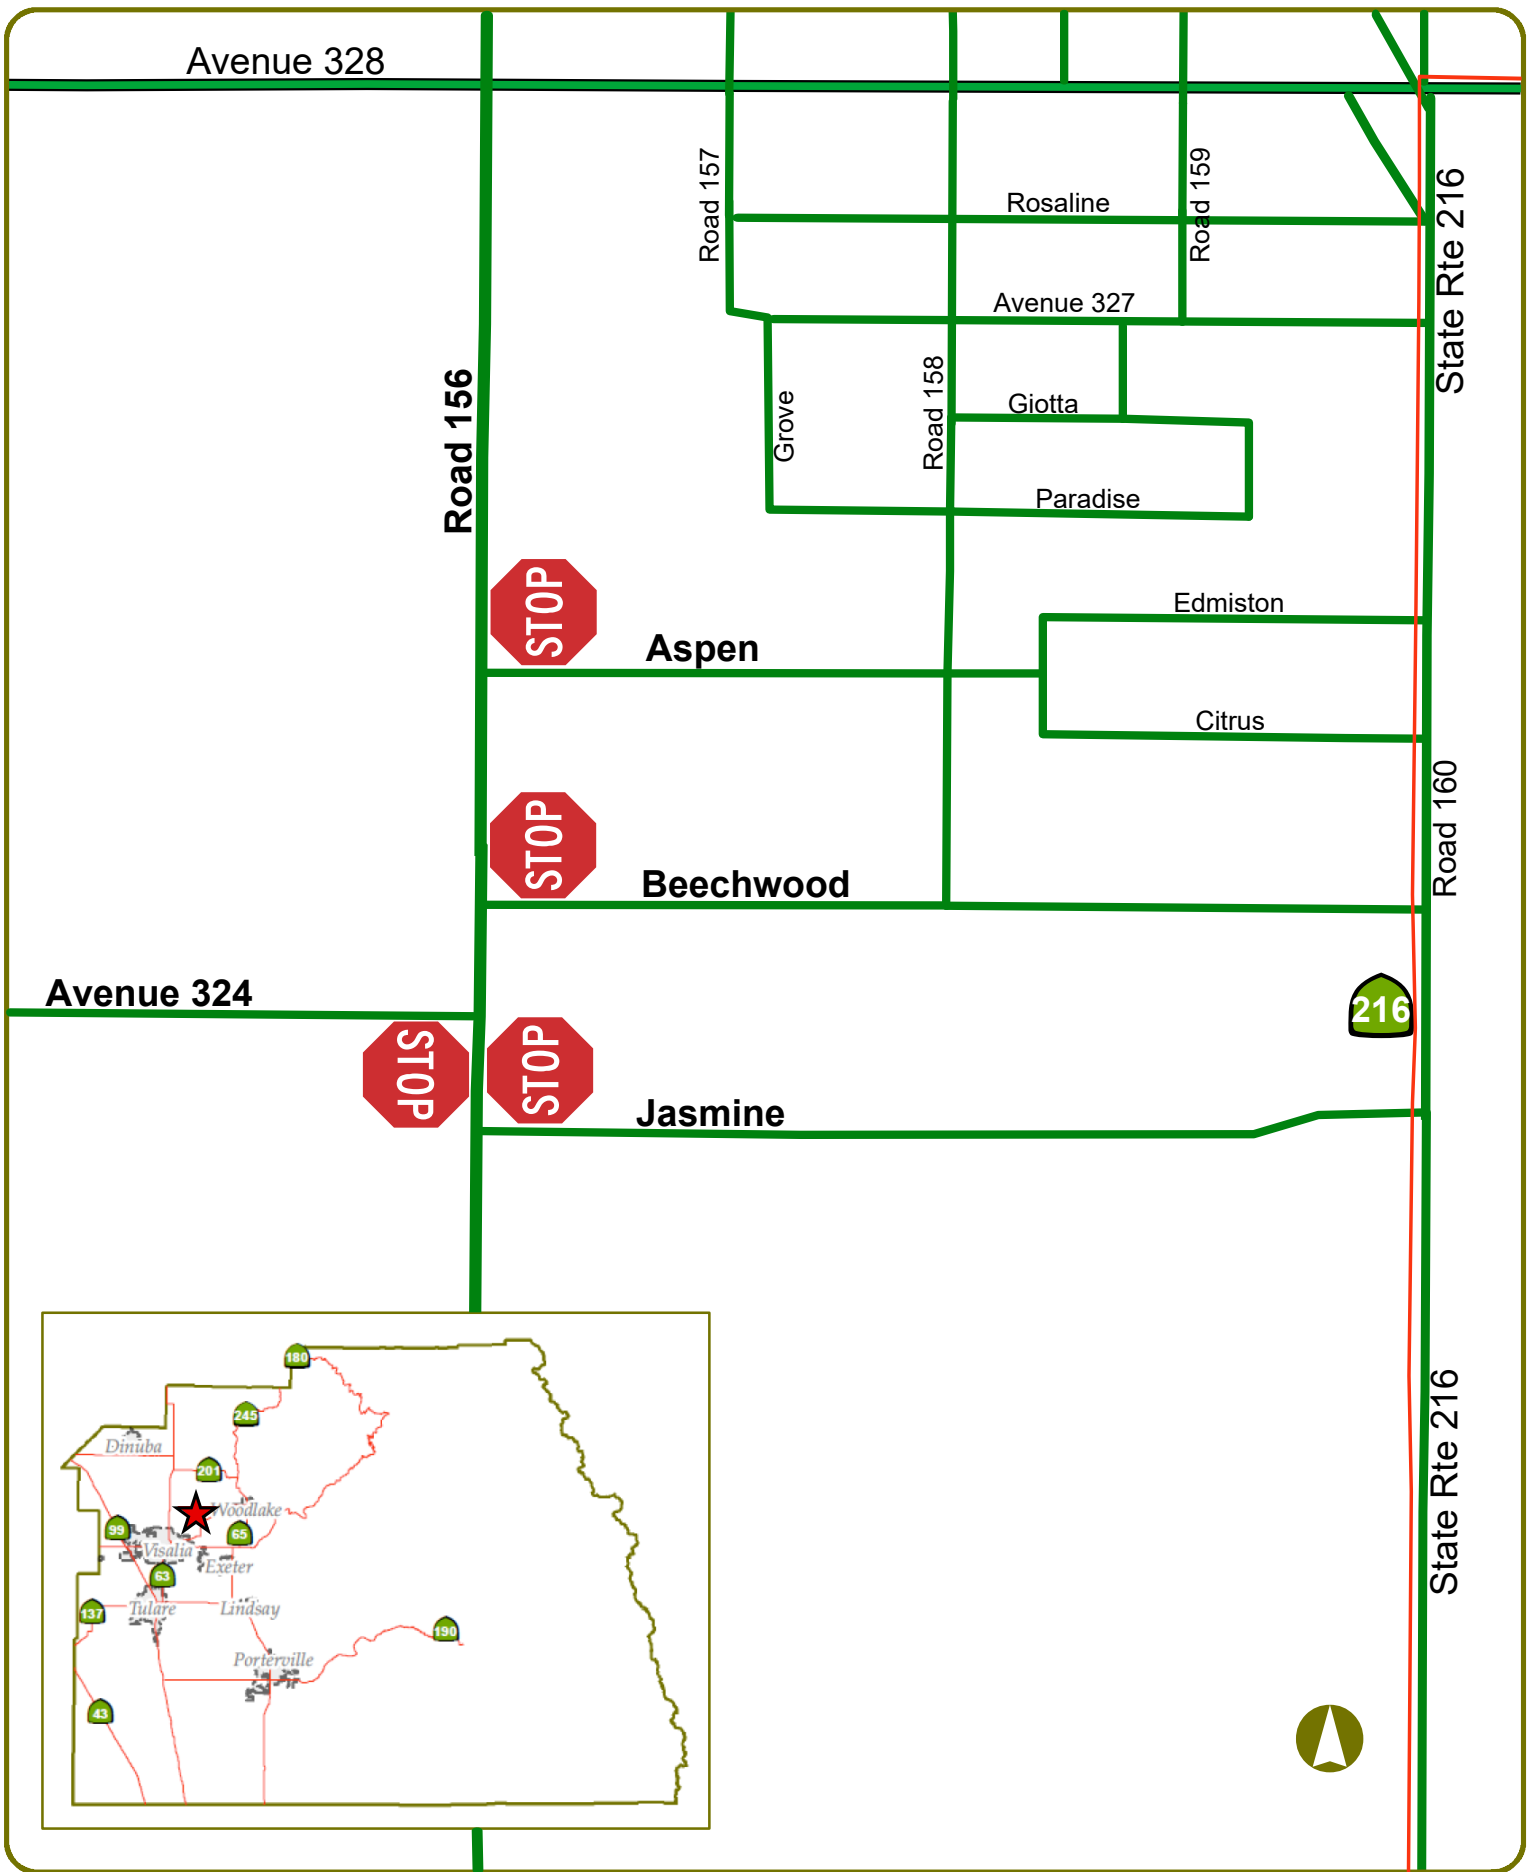 Avenue 328
Road 157
Road 159
State Rte 216
Rosaline
Avenue 327
Road 156
Road 158
Grove
Giotta
Paradise
STOP
Edmiston
Aspen
Citrus
Road 160
STOP
Beechwood
Avenue 324
216
STOP
STOP
Jasmine
State Rte 216
180
245
Dinuba
201
Woodlake
99
65
Visalia
Exeter
63
137
Tulare
Lindsay
190
Porterville
43